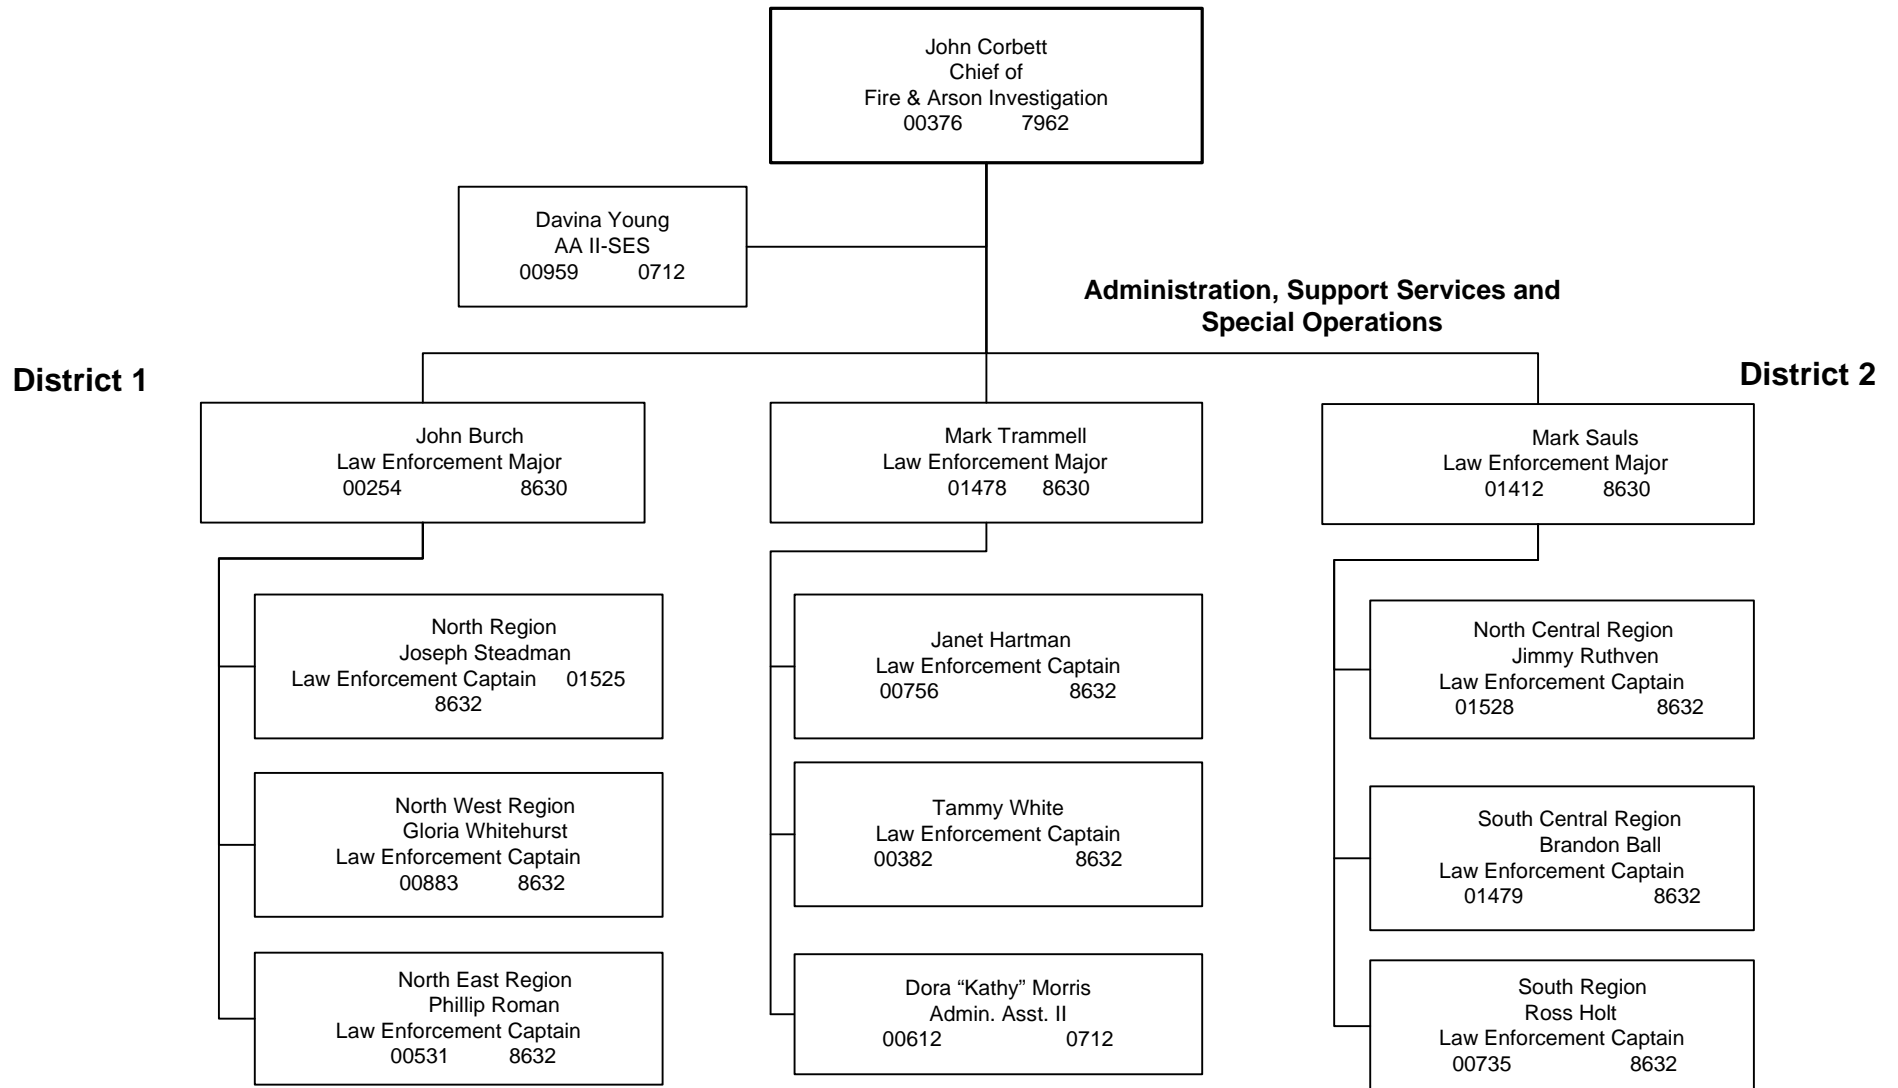 John Corbett
Chief of
Fire & Arson Investigation
00376 7962
Davina Young
AA II-SES
00959 0712
Administration, Support Services and
Special Operations
District 1
District 2
John Burch
Law Enforcement Major
00254 8630
Mark Trammell
Law Enforcement Major
01478 8630
Mark Sauls
Law Enforcement Major
01412 8630
North Region
Joseph Steadman
Law Enforcement Captain 01525
8632
North West Region
Gloria Whitehurst
Law Enforcement Captain
00883 8632
North East Region
Phillip Roman
Law Enforcement Captain
00531 8632
Janet Hartman
Law Enforcement Captain
00756 8632
Tammy White
Law Enforcement Captain
00382 8632
Dora “Kathy” Morris
Admin. Asst. II
00612 0712
North Central Region
Jimmy Ruthven
Law Enforcement Captain
01528 8632
South Central Region
Brandon Ball
Law Enforcement Captain
01479 8632
South Region
Ross Holt
Law Enforcement Captain
00735 8632